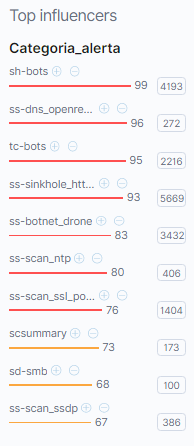 Top influencers
Categoria_alerta
sh-bots
99 4193
ss-dns_openre...
96 272
tc-bots
95 2216
ss-sinkhole_htt...
93 5669
ss-botnet_drone
83 3432
ss-scan_ntp
80 406
ss-scan_ssl_po...
76 1404
scsummary
73 173
sd-smb
68 100
ss-scan_ssdp
67 386